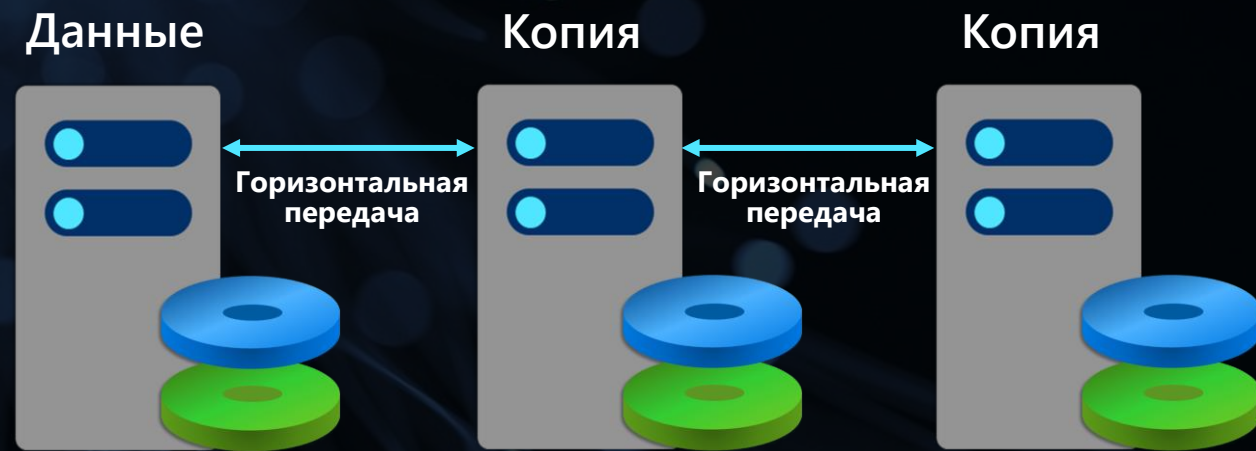 Данные
Копия
Копия
Горизонтальная
передача
Горизонтальная
передача